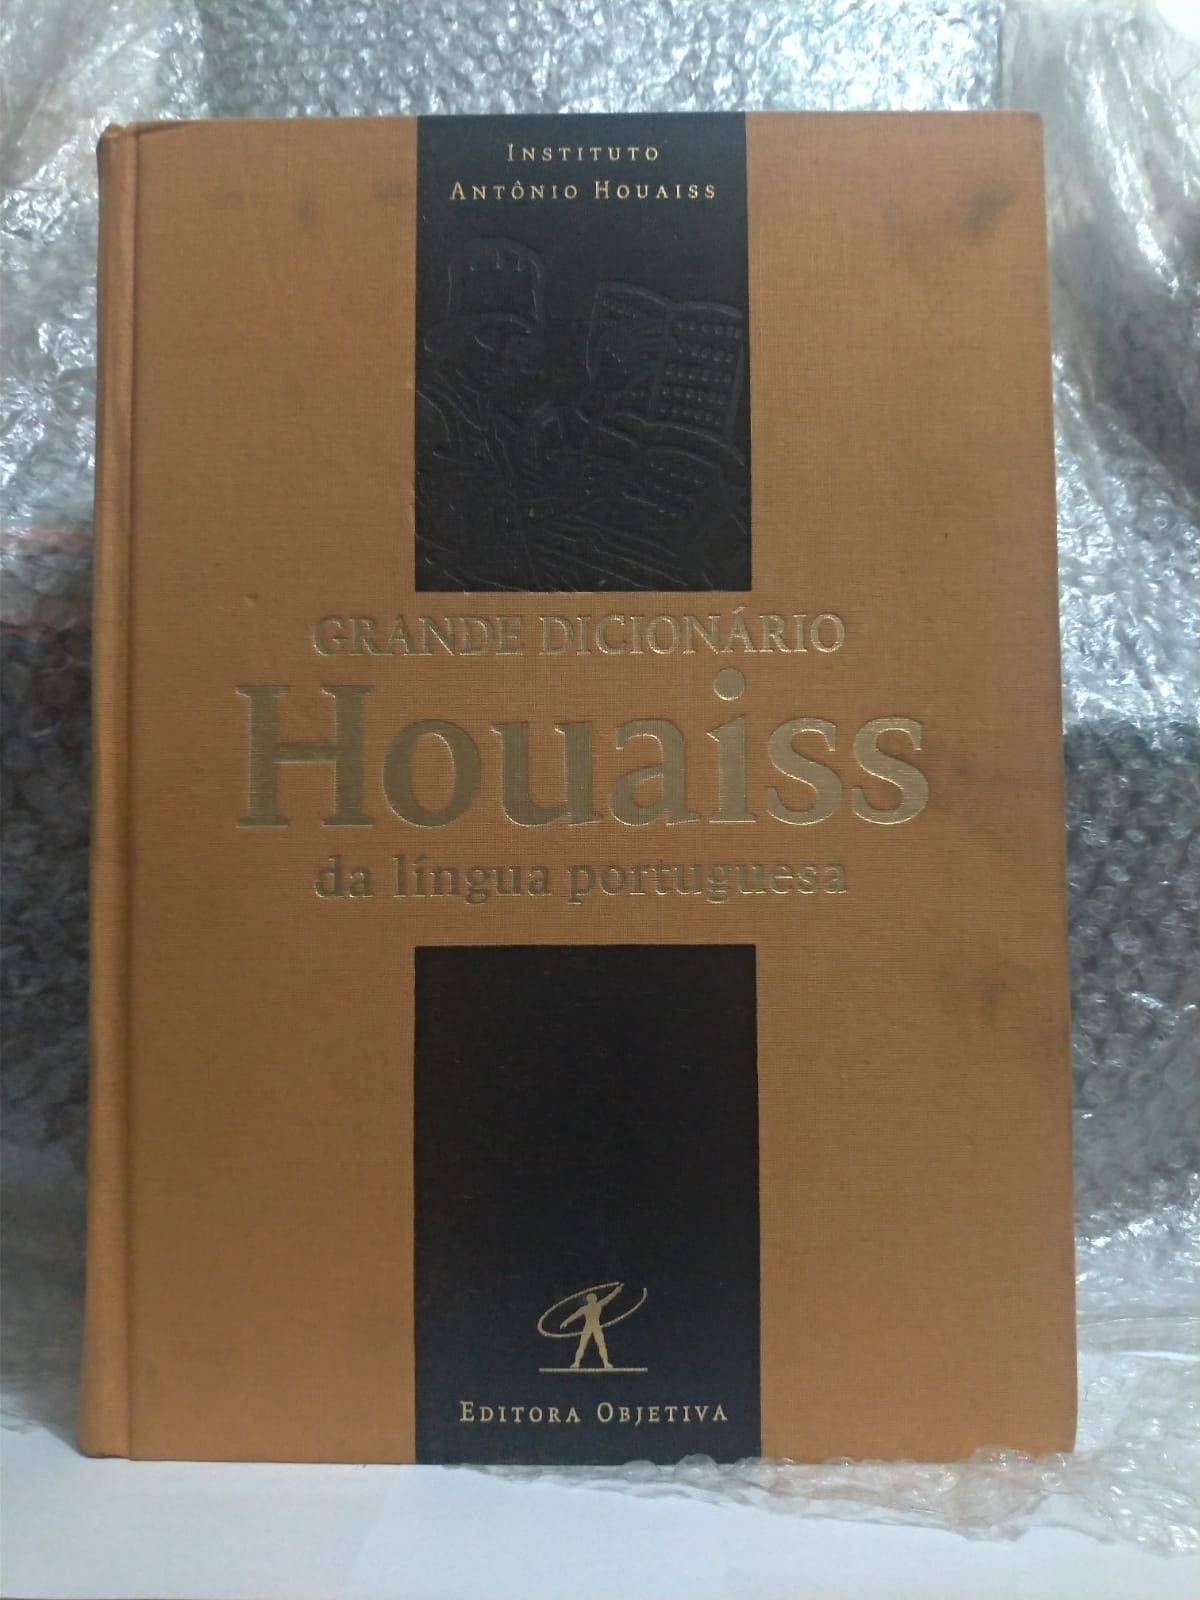 INSTITUTO
ANTÔNIO HOUAISS
GRANDE DICIONÁRIO
Houaiss
da língua portuguesa
EDITORA OBJETIVA